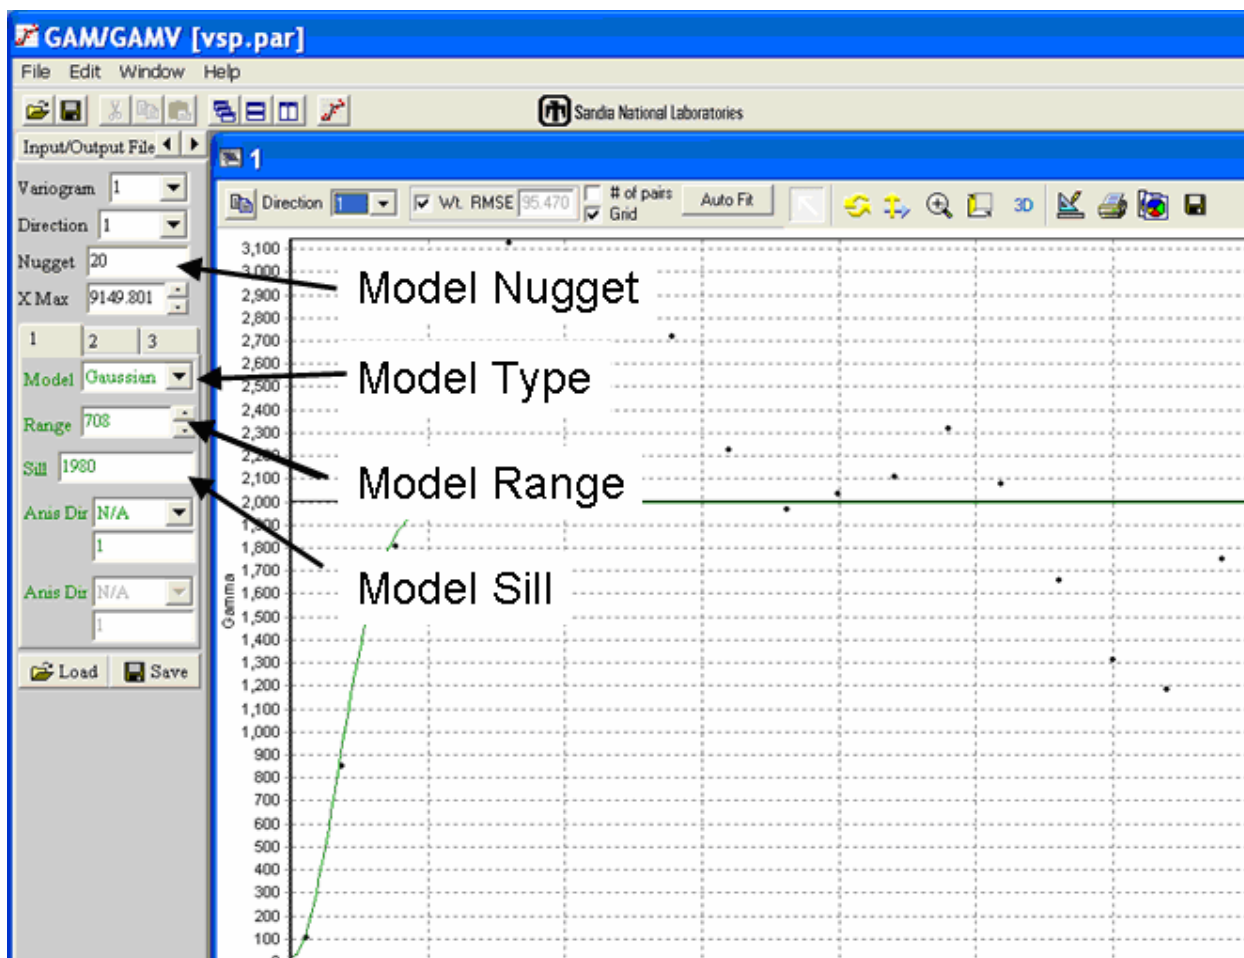 GAM/GAMV [vsp.par]
File Edit Window Help
Sandia National Laboratories
Input/Output File
Variogram 1
Direction 1
Nugget 20
X Max 9149.801
1 2 3
Model Gaussian
Range 708
Sill 1980
Anis Dir N/A
1
Anis Dir N/A
1
Load Save
1
Direction 1 Wt. RMSE 95.470 # of pairs Auto Fit 3D
Grid
Model Nugget
Model Type
Model Range
Model Sill
Gamma
3,100
3,000
2,900
2,800
2,700
2,600
2,500
2,400
2,300
2,200
2,100
2,000
1,900
1,800
1,700
1,600
1,500
1,400
1,300
1,200
1,100
1,000
900
800
700
600
500
400
300
200
100